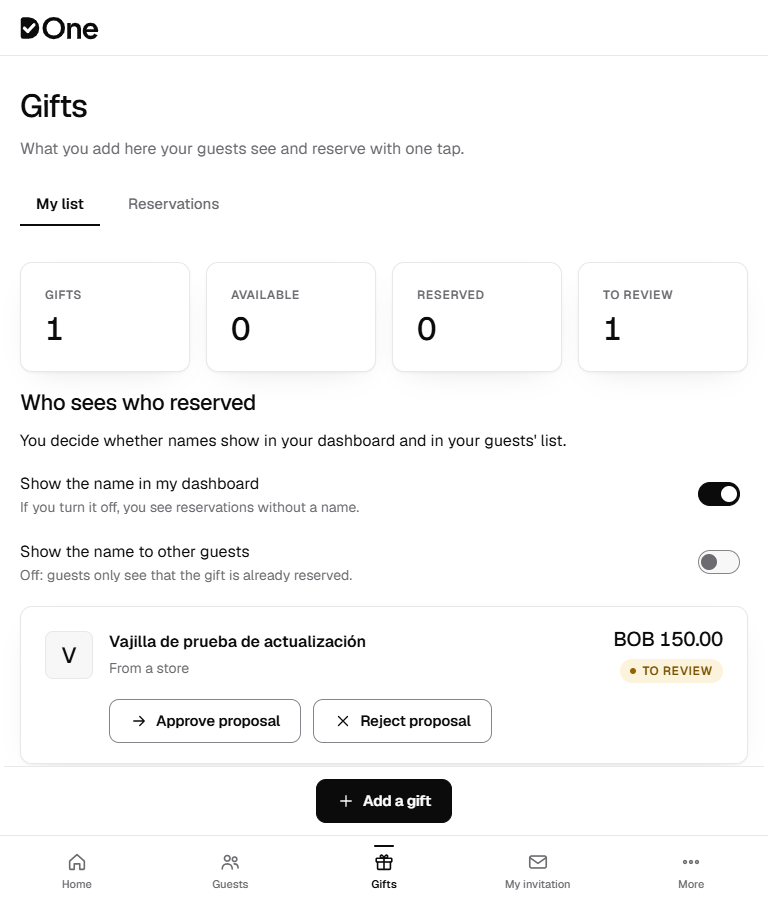 One
Gifts
What you add here your guests see and reserve with one tap.
My list
Reservations
GIFTS
1
AVAILABLE
0
RESERVED
0
TO REVIEW
1
Who sees who reserved
You decide whether names show in your dashboard and in your guests' list.
Show the name in my dashboard
If you turn it off, you see reservations without a name.
Show the name to other guests
Off: guests only see that the gift is already reserved.
V
Vajilla de prueba de actualización
From a store
BOB 150.00
TO REVIEW
Approve proposal
Reject proposal
Add a gift
Home
Guests
Gifts
My invitation
More